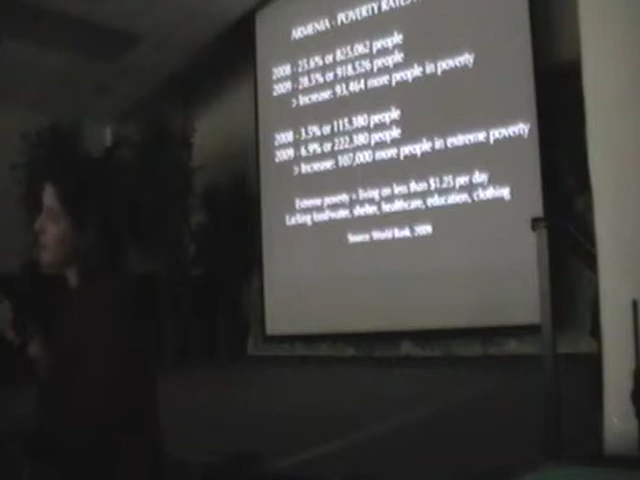 ARMENIA - POVERTY RATES
2008 - 25.6% or 825,062 people
2009 - 28.5% or 918,526 people
> Increase: 93,464 more people in poverty
2008 - 3.5% or 115,380 people
2009 - 6.9% or 222,380 people
> Increase: 107,000 more people in extreme poverty
Extreme poverty = living on less than $1.25 per day
Lacking food/water, shelter, healthcare, education, clothing
Source: World Bank, 2009